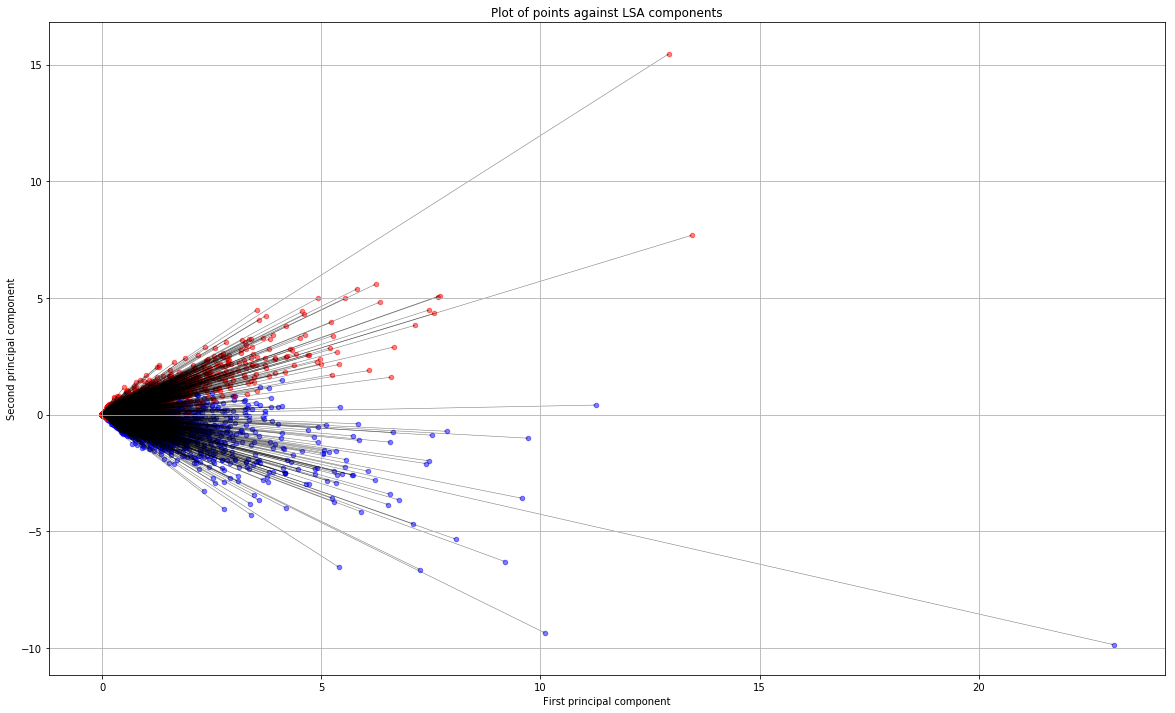 Plot of points against LSA components
Second principal component
15
10
5
0
−5
−10
0 5 10 15 20
First principal component